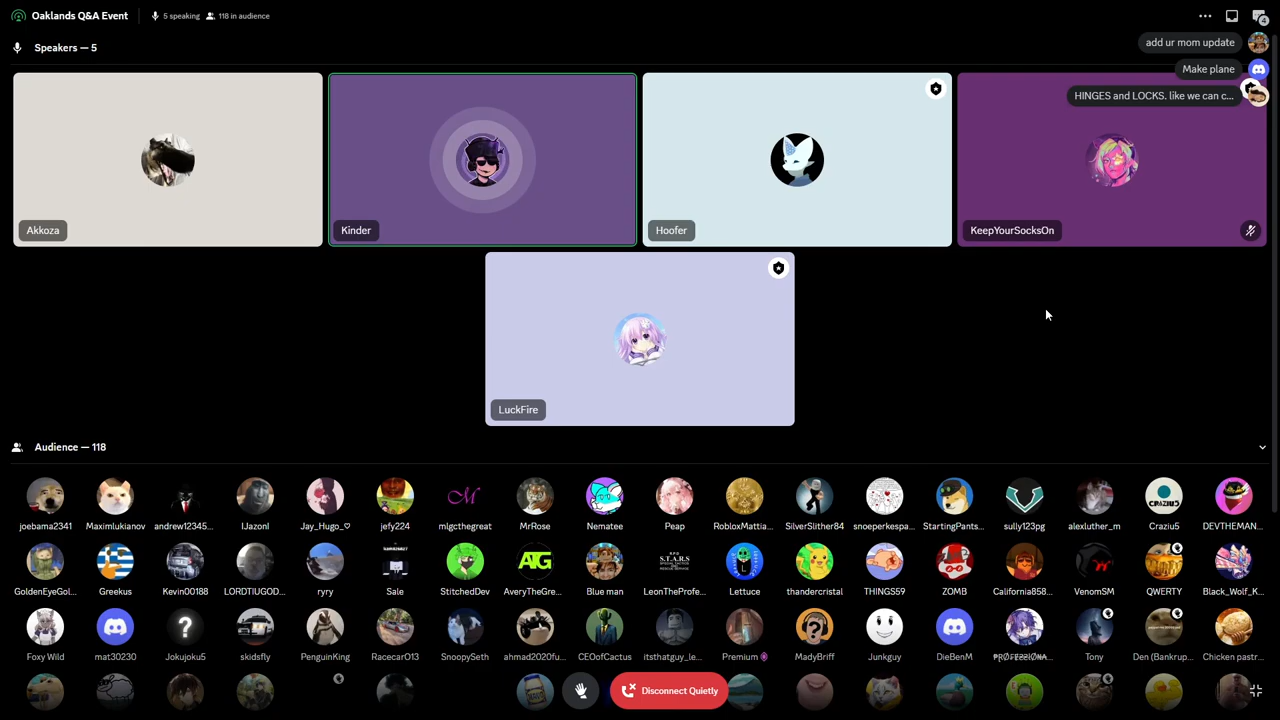 Oaklands Q&A Event
5 speaking
118 in audience
4
Speakers — 5
add ur mom update
Make plane
HINGES and LOCKS. like we can c...
Akkoza
Kinder
Hoofer
KeepYourSocksOn
LuckFire
Audience — 118
joebama2341 Maximlukianov andrew12345... IJazonI Jay_Hugo_♡ jefy224 mlgcthegreat MrRose Nematee Peap RobloxMattia... SilverSlither84 snoeperkespa... StartingPants... sully123pg alexluther_m Craziu5 DEVTHEMAN...
GoldenEyeGol... Greekus Kevin00188 LORDTIUGOD... ryry Sale StitchedDev AveryTheGre... Blue man LeonTheProfe... Lettuce thandercristal THINGS59 ZOMB California858... VenomSM QWERTY Black_Wolf_K...
Foxy Wild mat30230 Jokujoku5 skidsfly PenguinKing RacecarO13 SnoopySeth ahmad2020fu... CEOofCactus itsthatguy_le... Premium MadyBriff Junkguy DieBenM Tony Den (Bankrup... Chicken pastr...
Disconnect Quietly